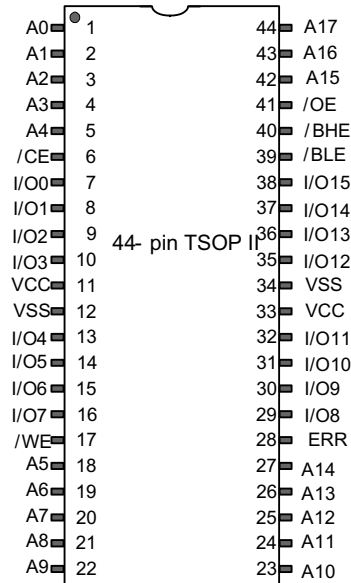 A0 1 44 A17
A1 2 43 A16
A2 3 42 A15
A3 4 41 /OE
A4 5 40 /BHE
/CE 6 39 /BLE
I/O0 7 38 I/O15
I/O1 8 37 I/O14
I/O2 9 36 I/O13
44- pin TSOP II
I/O3 10 35 I/O12
VCC 11 34 VSS
VSS 12 33 VCC
I/O4 13 32 I/O11
I/O5 14 31 I/O10
I/O6 15 30 I/O9
I/O7 16 29 I/O8
/WE 17 28 ERR
A5 18 27 A14
A6 19 26 A13
A7 20 25 A12
A8 21 24 A11
A9 22 23 A10